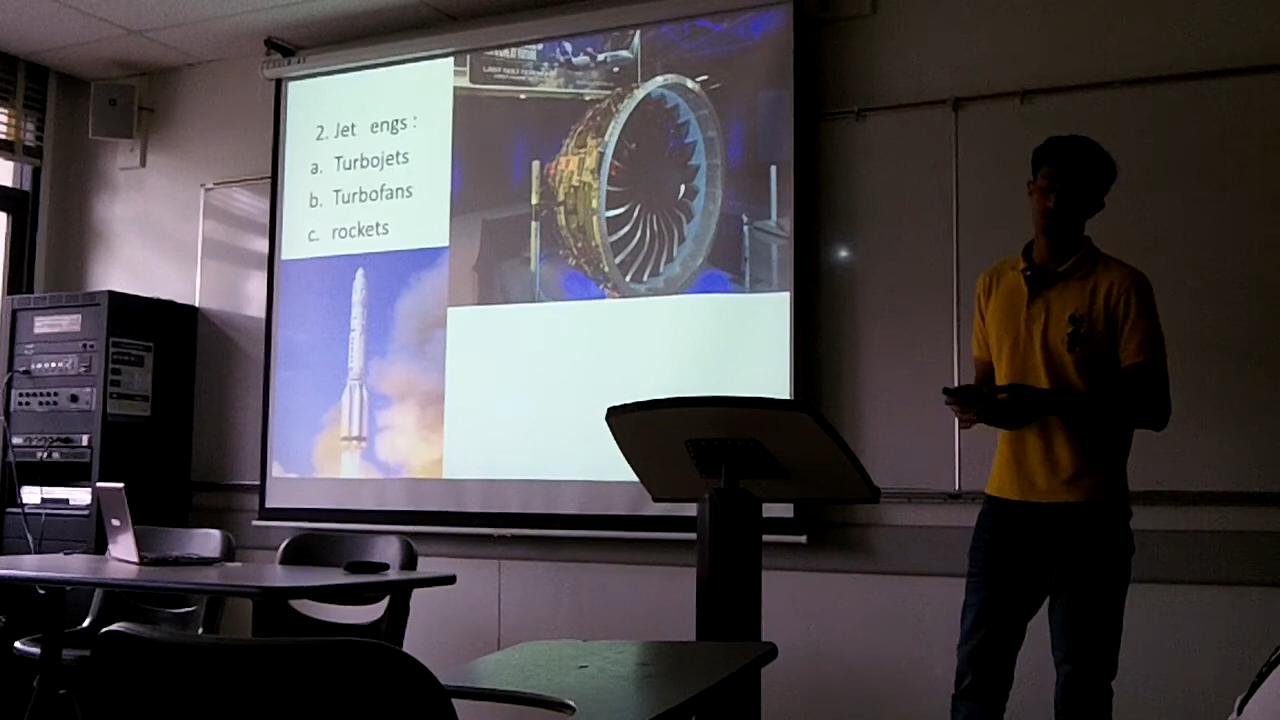 2. Jet engs :
a. Turbojets
b. Turbofans
c. rockets